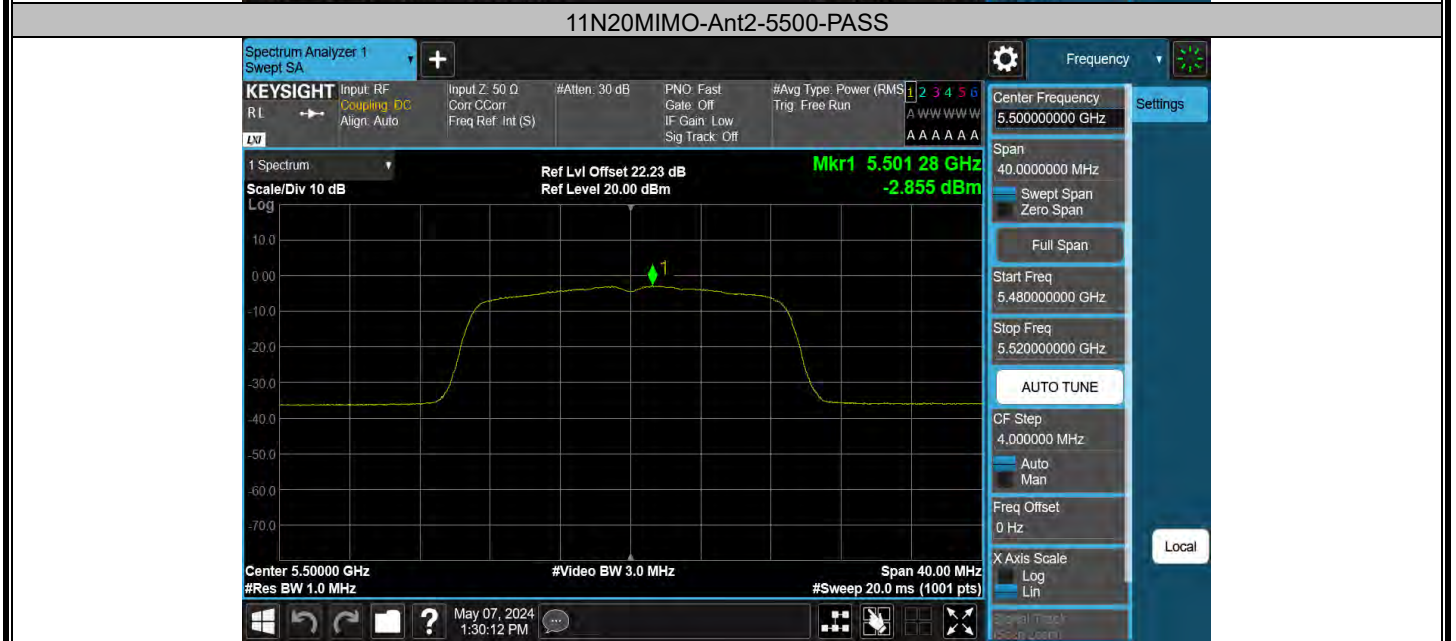 11N20MIMO-Ant2-5500-PASS
Spectrum Analyzer 1
Swept SA
Frequency
KEYSIGHT
R L
LXI
Input: RF
Coupling: DC
Align: Auto
Input Z: 50 Ω
Corr CCorr
Freq Ref: Int (S)
#Atten: 30 dB
PNO: Fast
Gate: Off
IF Gain: Low
Sig Track: Off
#Avg Type: Power (RMS
Trig: Free Run
1 2 3 4 5 6
A W W W W W
A A A A A A
Settings
Center Frequency
5.500000000 GHz
Span
40.0000000 MHz
Swept Span
Zero Span
Full Span
Start Freq
5.480000000 GHz
Stop Freq
5.520000000 GHz
AUTO TUNE
CF Step
4.000000 MHz
Auto
Man
Freq Offset
0 Hz
X Axis Scale
Log
Lin
Signal Track
(Span Zoom)
Local
1 Spectrum
Scale/Div 10 dB
Log
Ref Lvl Offset 22.23 dB
Ref Level 20.00 dBm
Mkr1 5.501 28 GHz
-2.855 dBm
1
10.0
0.00
-10.0
-20.0
-30.0
-40.0
-50.0
-60.0
-70.0
Center 5.50000 GHz
#Video BW 3.0 MHz
Span 40.00 MHz
#Res BW 1.0 MHz
#Sweep 20.0 ms (1001 pts)
?
May 07, 2024
1:30:12 PM